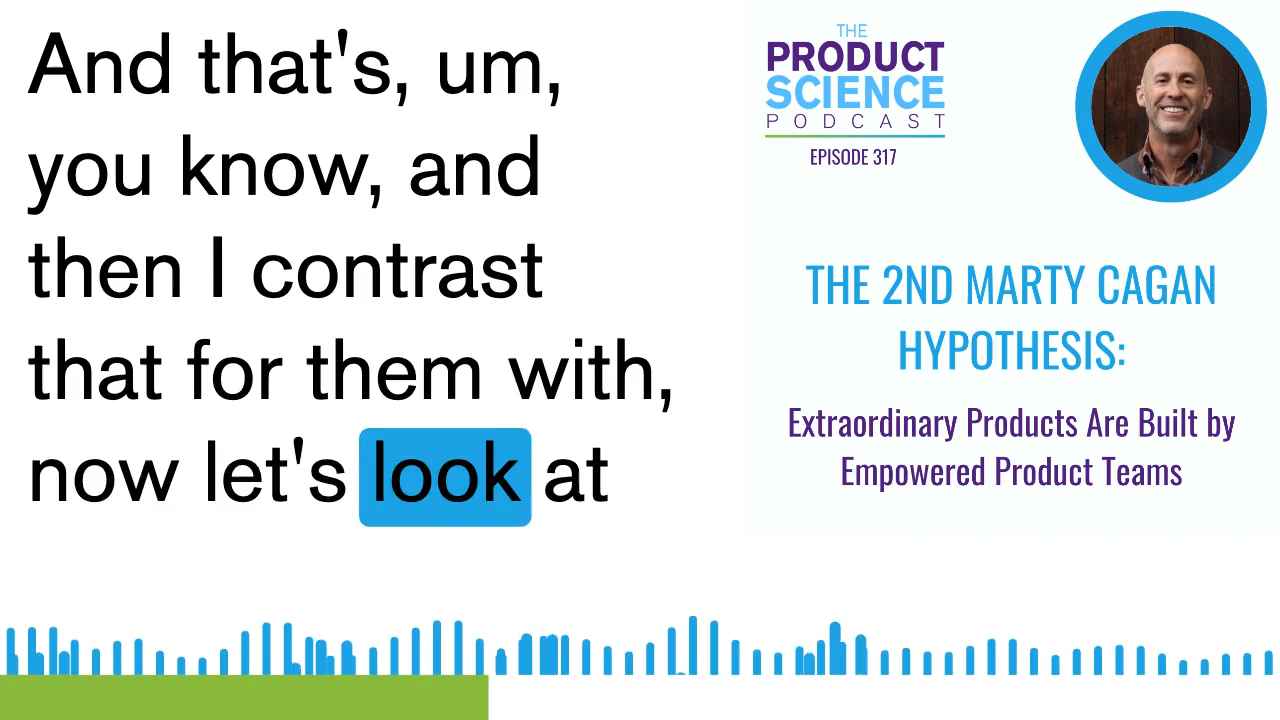 And that's, um,
you know, and
then I contrast
that for them with,
now let's look at
THE
PRODUCT
SCIENCE
PODCAST
EPISODE 317
THE 2ND MARTY CAGAN
HYPOTHESIS:
Extraordinary Products Are Built by
Empowered Product Teams